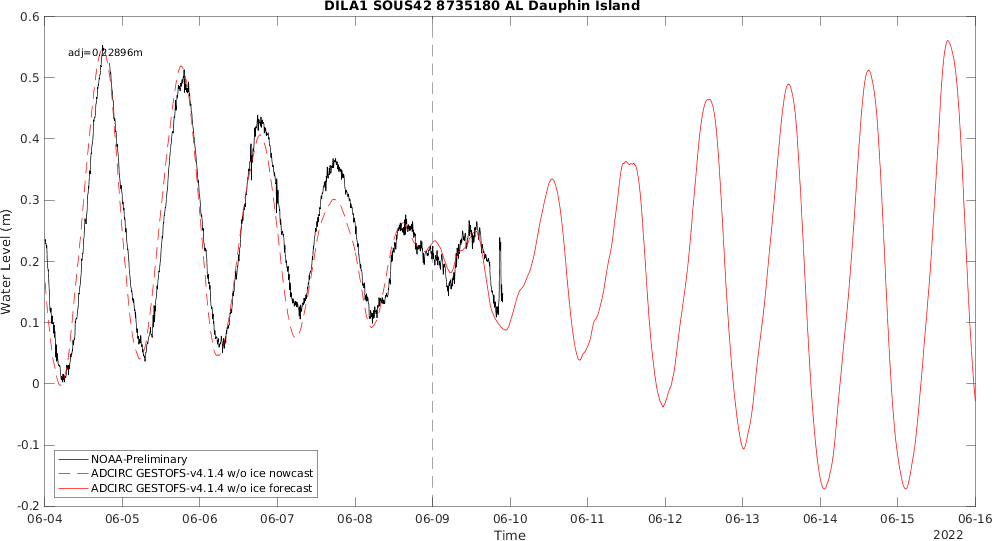 DILA1 SOUS42 8735180 AL Dauphin Island
adj=0.22896m
Water Level (m)
0.6
0.5
0.4
0.3
0.2
0.1
0
-0.1
-0.2
NOAA-Preliminary
ADCIRC GESTOFS-v4.1.4 w/o ice nowcast
ADCIRC GESTOFS-v4.1.4 w/o ice forecast
06-04 06-05 06-06 06-07 06-08 06-09 06-10 06-11 06-12 06-13 06-14 06-15 06-16
Time
2022